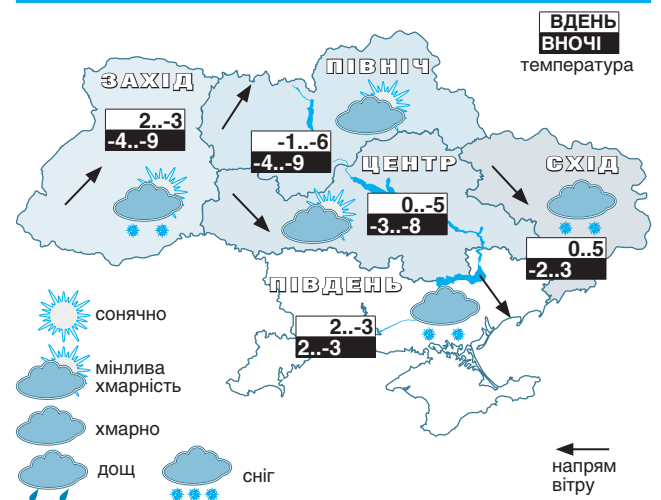 ВДЕНЬ
ВНОЧІ
температура
ПІВНІЧ
ЗАХІД
2..-3
-4..-9
-1..-6
-4..-9
ЦЕНТР
СХІД
0..-5
-3..-8
0..5
-2..3
ПІВДЕНЬ
2..-3
2..-3
сонячно
мінлива
хмарність
хмарно
дощ
сніг
напрям
вітру